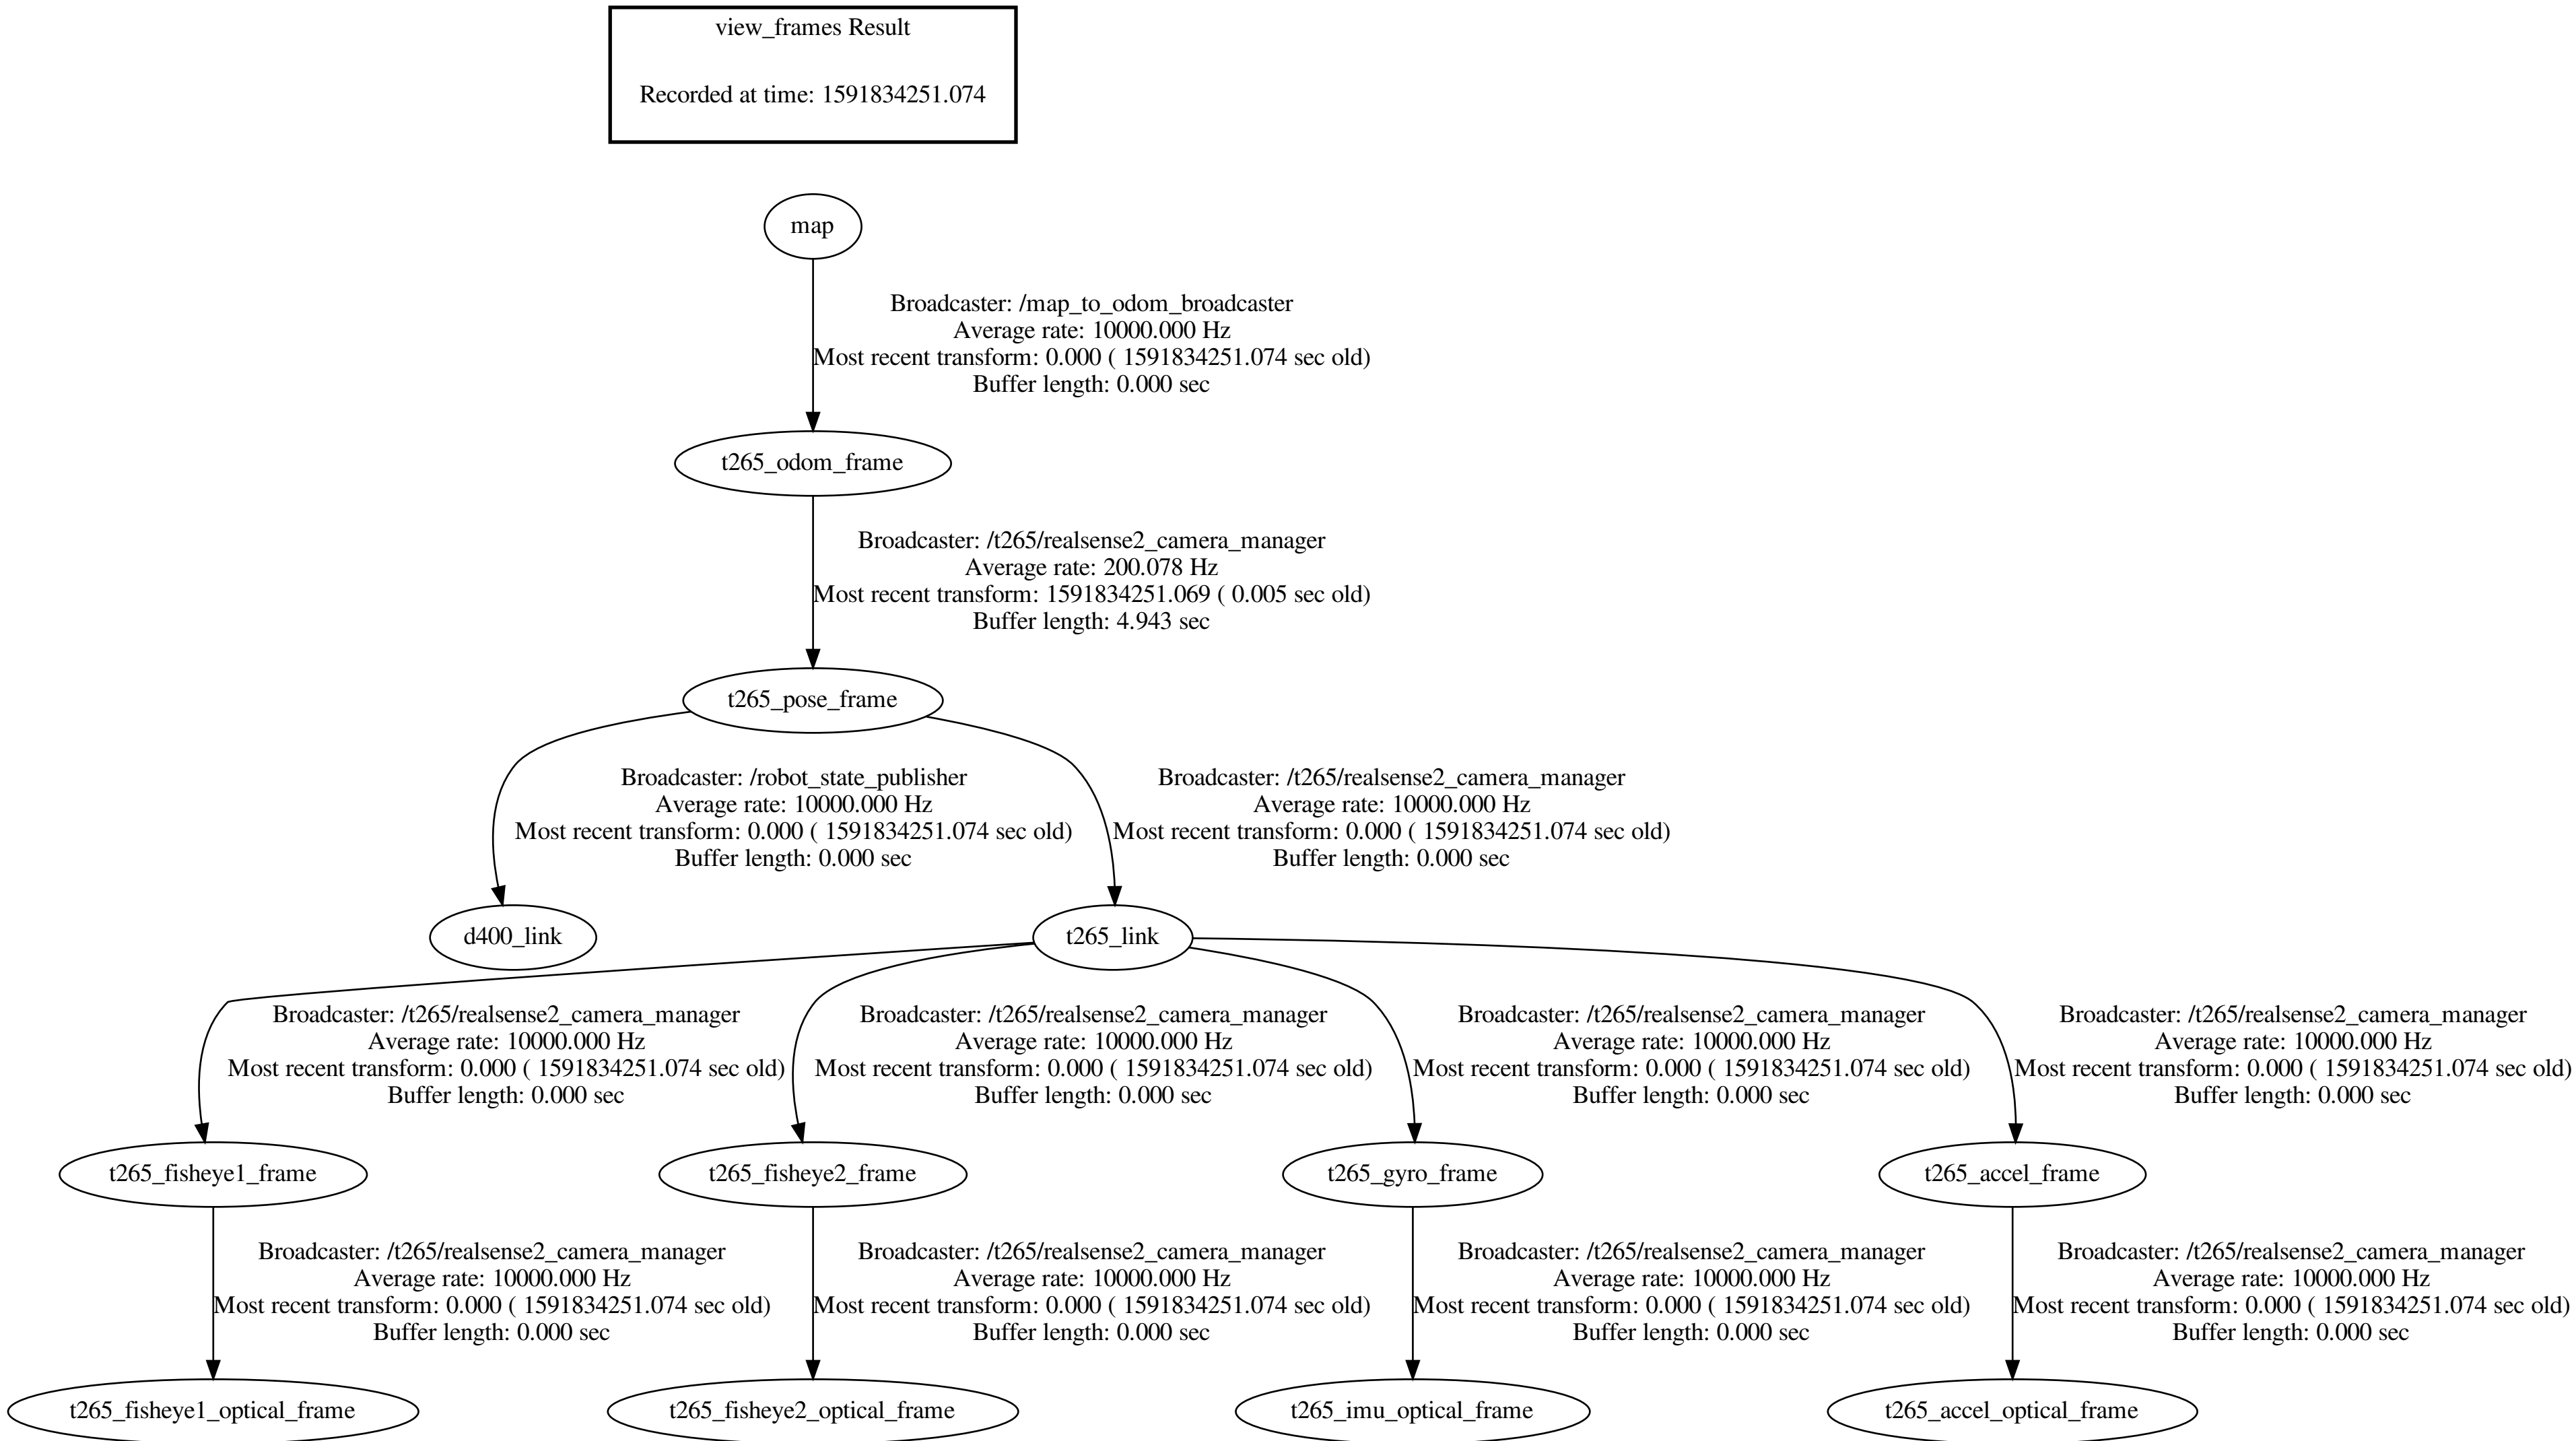 view_frames Result
Recorded at time: 1591834251.074
map
Broadcaster: /map_to_odom_broadcaster
Average rate: 10000.000 Hz
Most recent transform: 0.000 ( 1591834251.074 sec old)
Buffer length: 0.000 sec
t265_odom_frame
Broadcaster: /t265/realsense2_camera_manager
Average rate: 200.078 Hz
Most recent transform: 1591834251.069 ( 0.005 sec old)
Buffer length: 4.943 sec
t265_pose_frame
Broadcaster: /robot_state_publisher
Average rate: 10000.000 Hz
Most recent transform: 0.000 ( 1591834251.074 sec old)
Buffer length: 0.000 sec
Broadcaster: /t265/realsense2_camera_manager
Average rate: 10000.000 Hz
Most recent transform: 0.000 ( 1591834251.074 sec old)
Buffer length: 0.000 sec
d400_link
t265_link
Broadcaster: /t265/realsense2_camera_manager
Average rate: 10000.000 Hz
Most recent transform: 0.000 ( 1591834251.074 sec old)
Buffer length: 0.000 sec
Broadcaster: /t265/realsense2_camera_manager
Average rate: 10000.000 Hz
Most recent transform: 0.000 ( 1591834251.074 sec old)
Buffer length: 0.000 sec
Broadcaster: /t265/realsense2_camera_manager
Average rate: 10000.000 Hz
Most recent transform: 0.000 ( 1591834251.074 sec old)
Buffer length: 0.000 sec
Broadcaster: /t265/realsense2_camera_manager
Average rate: 10000.000 Hz
Most recent transform: 0.000 ( 1591834251.074 sec old)
Buffer length: 0.000 sec
t265_fisheye1_frame
t265_fisheye2_frame
t265_gyro_frame
t265_accel_frame
Broadcaster: /t265/realsense2_camera_manager
Average rate: 10000.000 Hz
Most recent transform: 0.000 ( 1591834251.074 sec old)
Buffer length: 0.000 sec
Broadcaster: /t265/realsense2_camera_manager
Average rate: 10000.000 Hz
Most recent transform: 0.000 ( 1591834251.074 sec old)
Buffer length: 0.000 sec
Broadcaster: /t265/realsense2_camera_manager
Average rate: 10000.000 Hz
Most recent transform: 0.000 ( 1591834251.074 sec old)
Buffer length: 0.000 sec
Broadcaster: /t265/realsense2_camera_manager
Average rate: 10000.000 Hz
Most recent transform: 0.000 ( 1591834251.074 sec old)
Buffer length: 0.000 sec
t265_fisheye1_optical_frame
t265_fisheye2_optical_frame
t265_imu_optical_frame
t265_accel_optical_frame